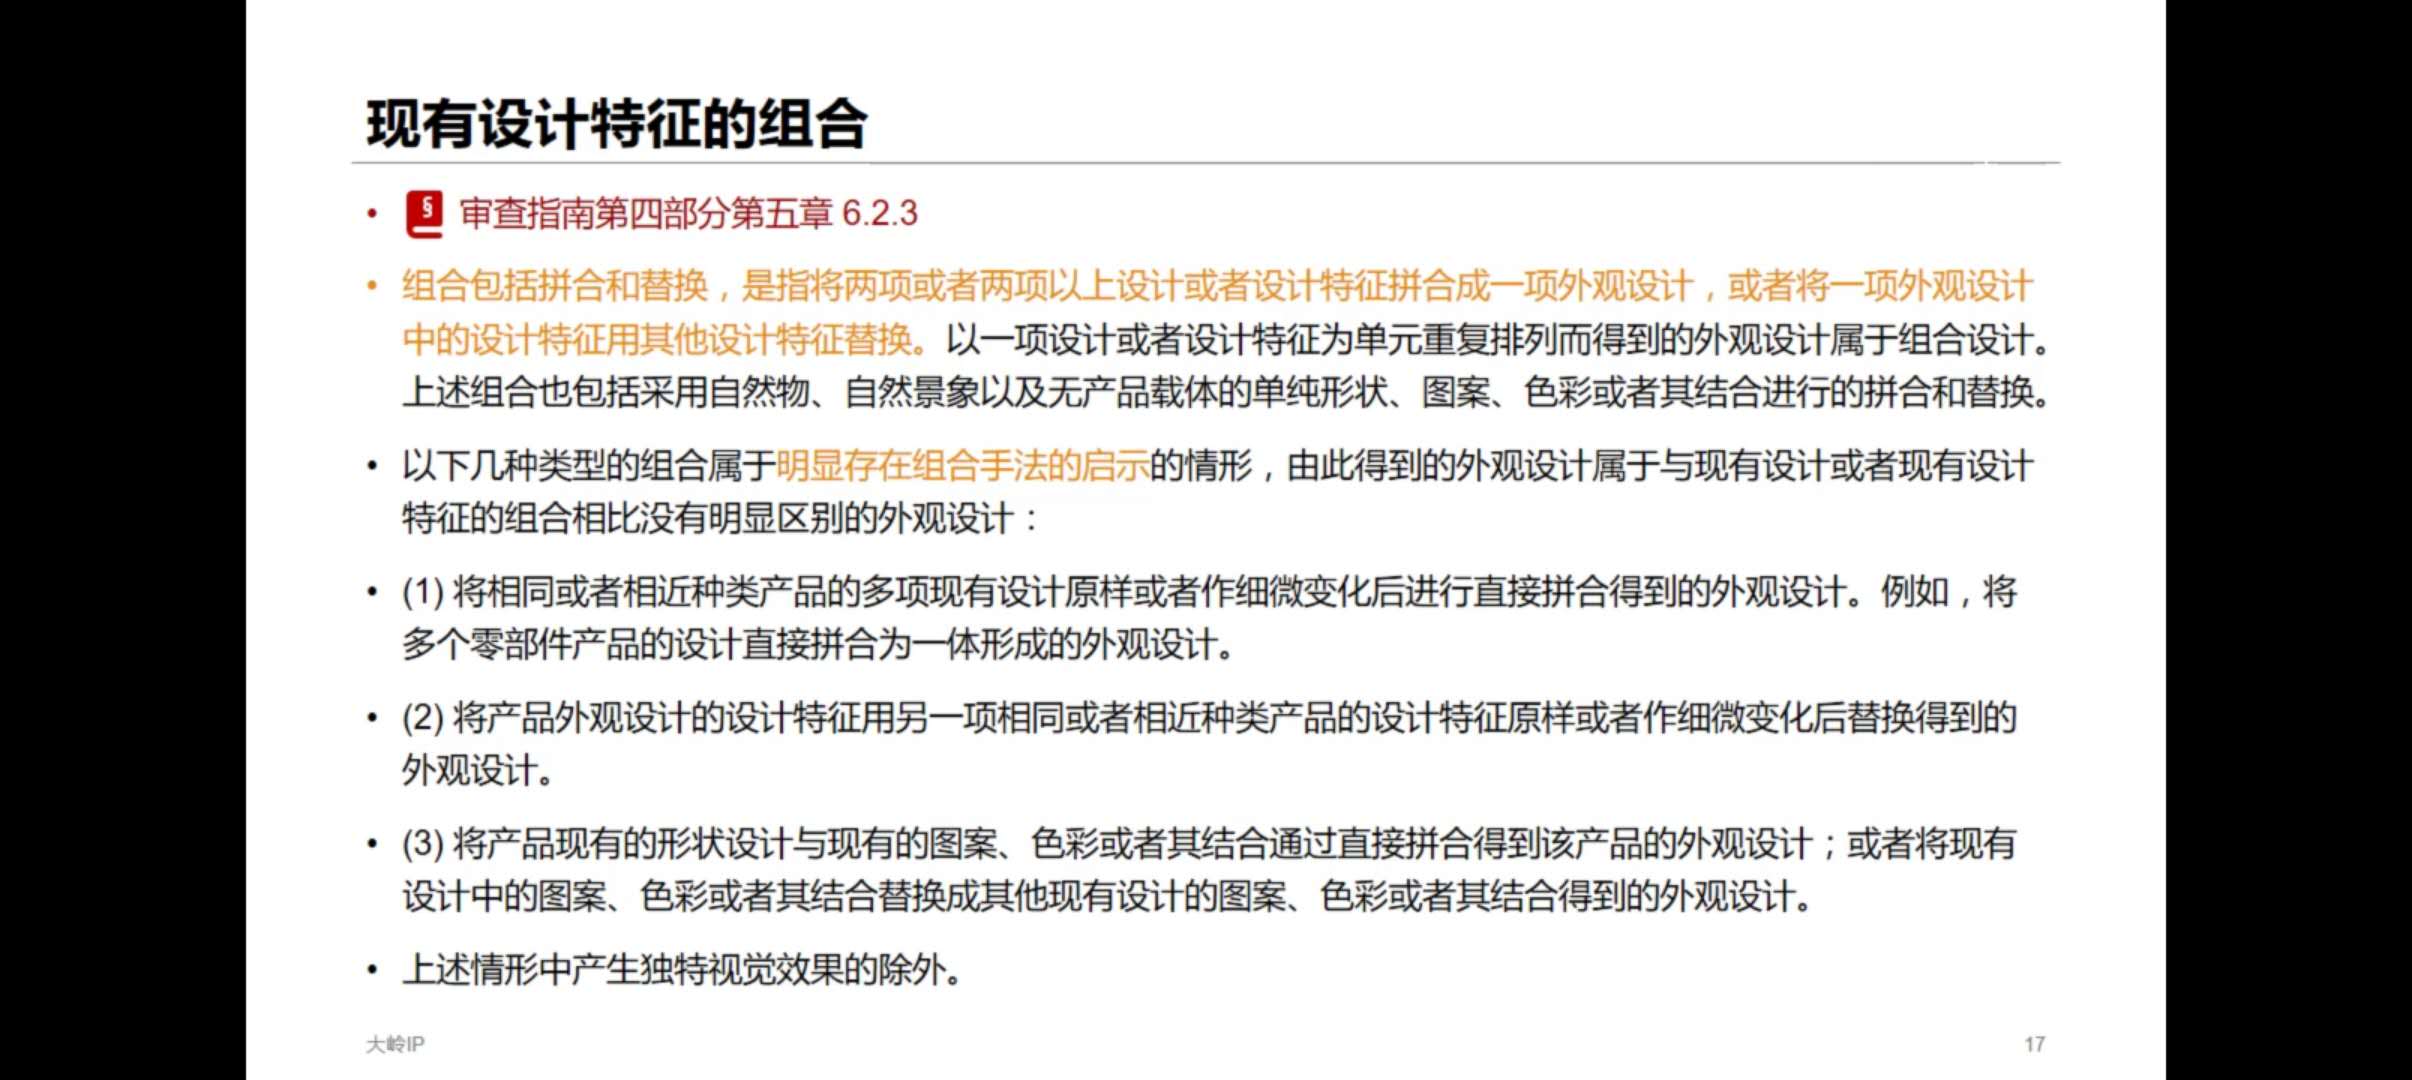 现有设计特征的组合
• § 审查指南第四部分第五章 6.2.3
• 组合包括拼合和替换，是指将两项或者两项以上设计或者设计特征拼合成一项外观设计，或者将一项外观设计
中的设计特征用其他设计特征替换。以一项设计或者设计特征为单元重复排列而得到的外观设计属于组合设计。
上述组合也包括采用自然物、自然景象以及无产品载体的单纯形状、图案、色彩或者其结合进行的拼合和替换。
• 以下几种类型的组合属于明显存在组合手法的启示的情形，由此得到的外观设计属于与现有设计或者现有设计
特征的组合相比没有明显区别的外观设计：
• (1) 将相同或者相近种类产品的多项现有设计原样或者作细微变化后进行直接拼合得到的外观设计。例如，将
多个零部件产品的设计直接拼合为一体形成的外观设计。
• (2) 将产品外观设计的设计特征用另一项相同或者相近种类产品的设计特征原样或者作细微变化后替换得到的
外观设计。
• (3) 将产品现有的形状设计与现有的图案、色彩或者其结合通过直接拼合得到该产品的外观设计；或者将现有
设计中的图案、色彩或者其结合替换成其他现有设计的图案、色彩或者其结合得到的外观设计。
• 上述情形中产生独特视觉效果的除外。
大岭IP
17